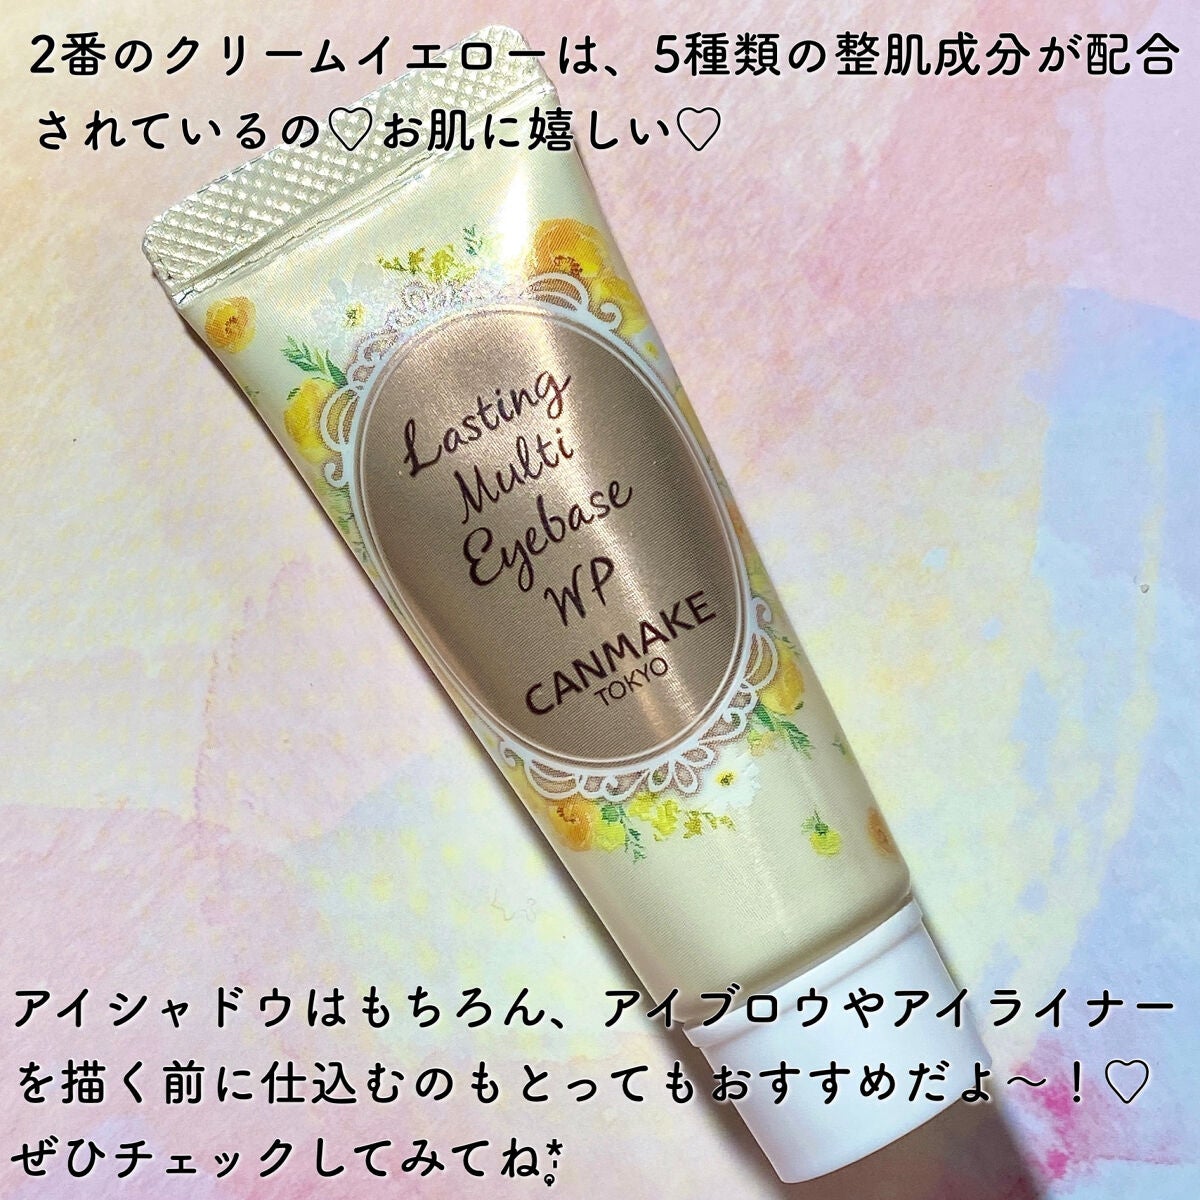 2番のクリームイエローは、5種類の整肌成分が配合
されているの♡お肌に嬉しい♡
Lasting
Multi
Eyebase
WP
CANMAKE
TOKYO
アイシャドウはもちろん、アイブロウやアイライナー
を描く前に仕込むのもとってもおすすめだよ〜！♡
ぜひチェックしてみてね